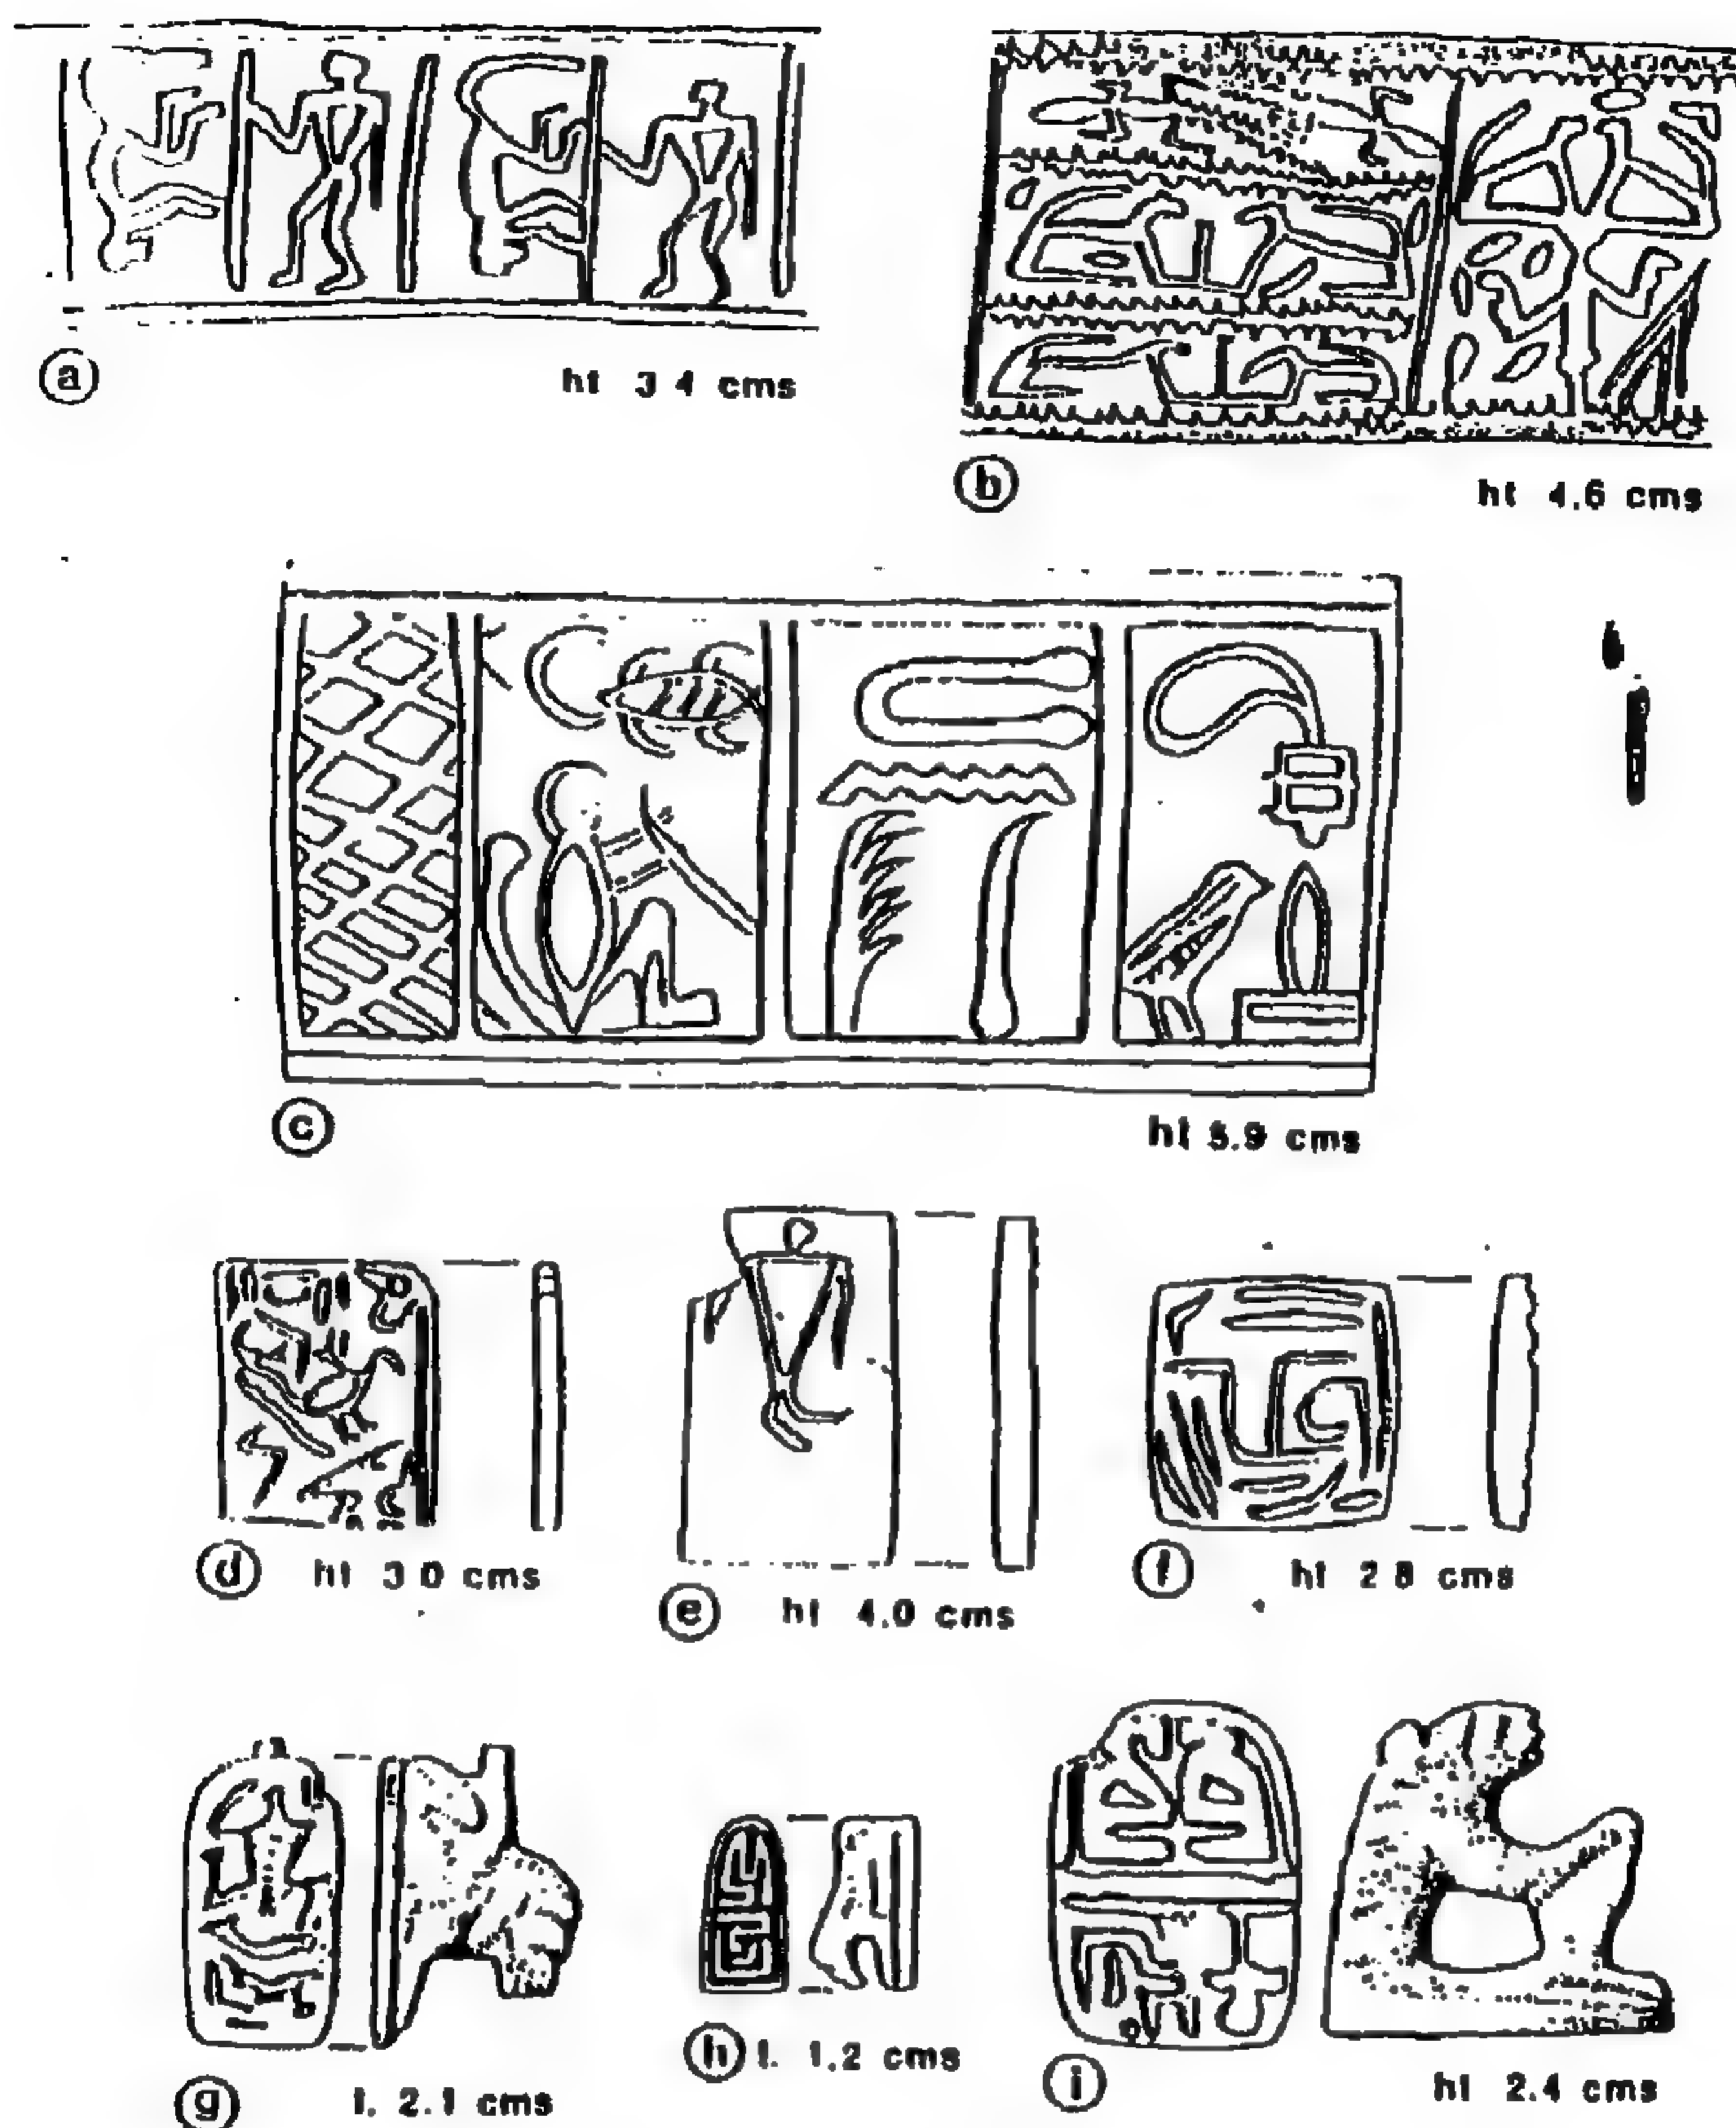 a
ht 3 4 cms
b
ht 4.6 cms
c
ht 5.9 cms
d
ht 3 0 cms
e
ht 4.0 cms
f
ht 2 8 cms
g
l. 2.1 cms
h
l. 1.2 cms
i
ht 2.4 cms